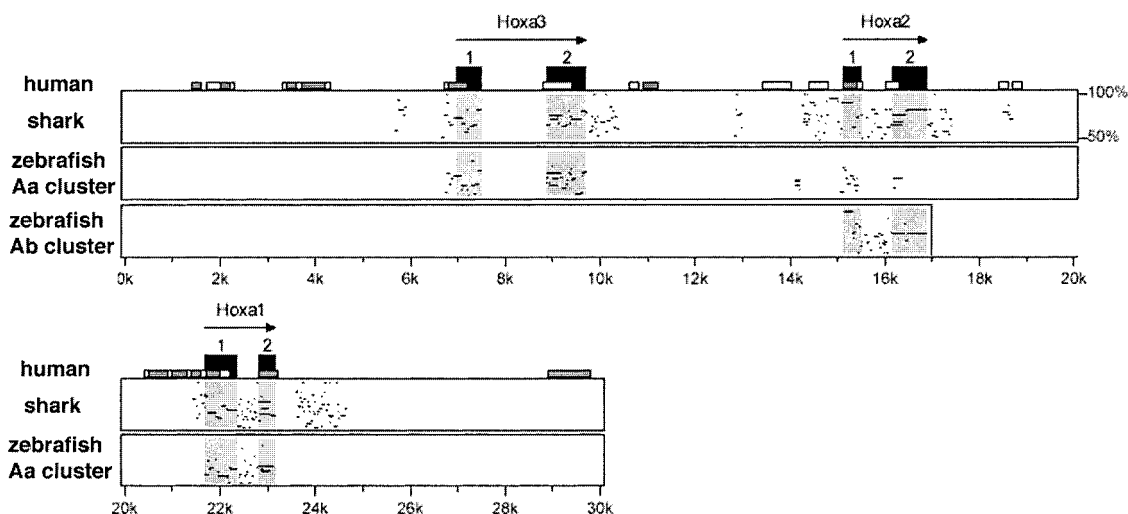 Hoxa3 Hoxa2
1 2 1 2
human
shark
100%
50%
zebrafish
Aa cluster
zebrafish
Ab cluster
0k 2k 4k 6k 8k 10k 12k 14k 16k 18k 20k
Hoxa1
1 2
human
shark
zebrafish
Aa cluster
20k 22k 24k 26k 28k 30k